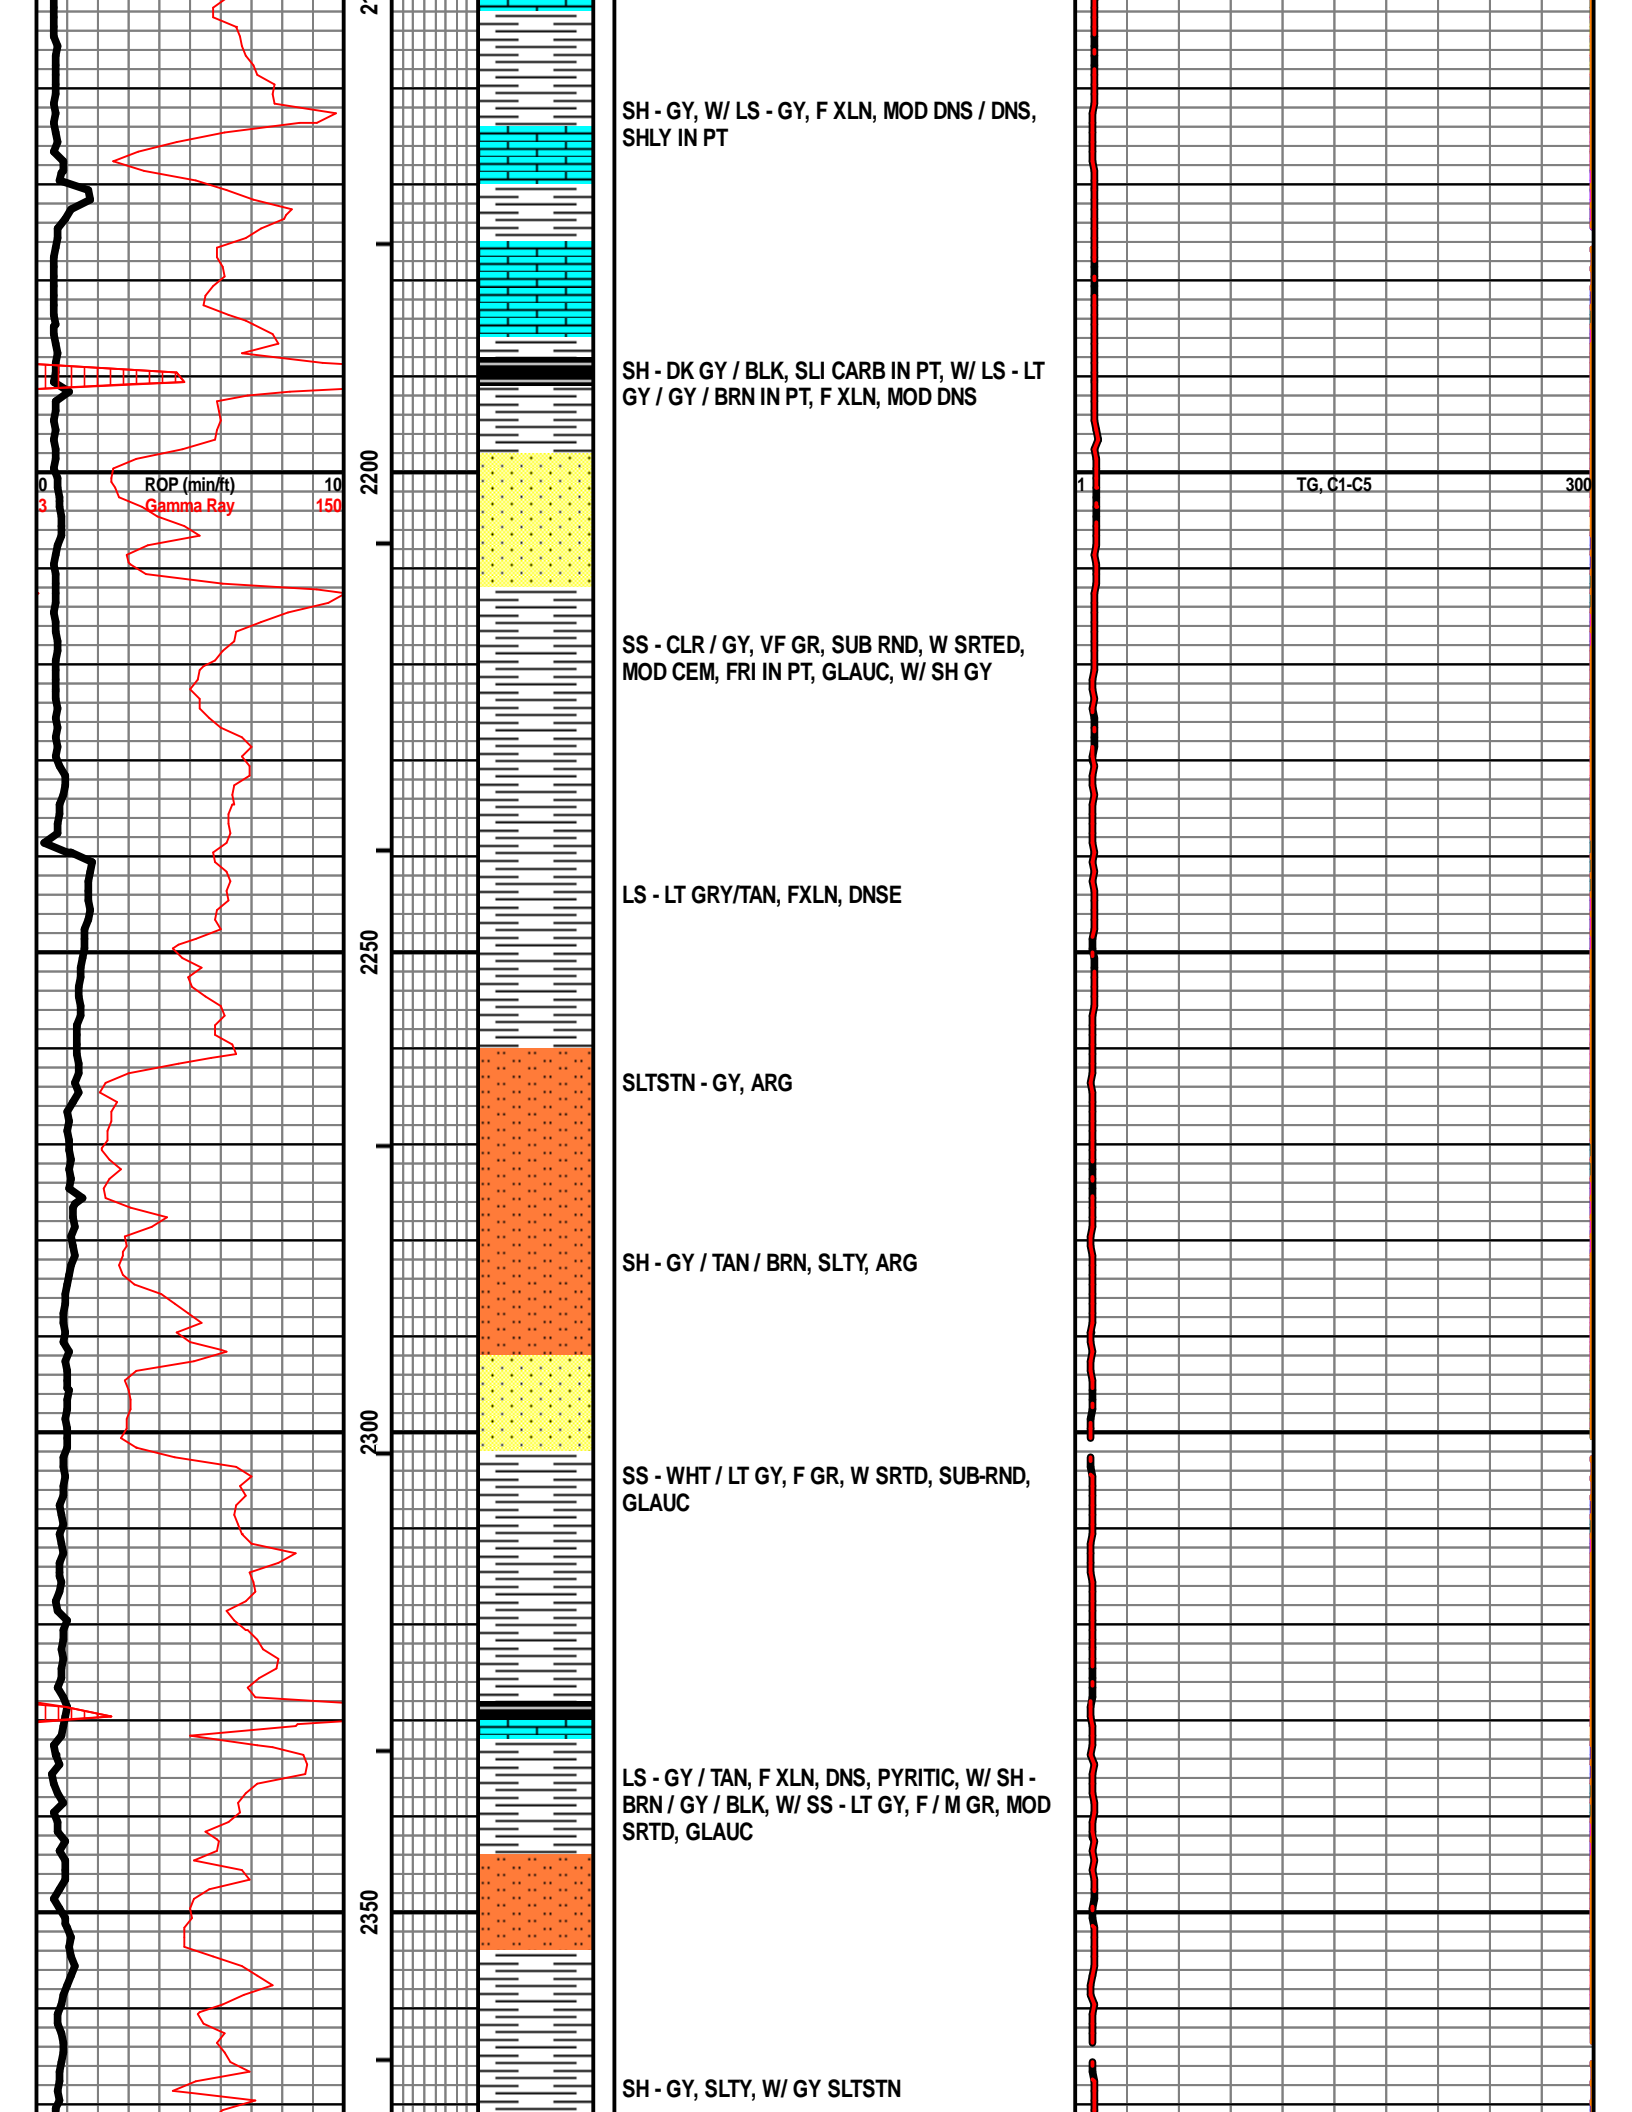 SH - GY, W/ LS - GY, F XLN, MOD DNS / DNS,
SHLY IN PT
SH - DK GY / BLK, SLI CARB IN PT, W/ LS - LT
GY / GY / BRN IN PT, F XLN, MOD DNS
2200
0 ROP (min/ft) 10
3 Gamma Ray 150
1 TG, C1-C5 300
SS - CLR / GY, VF GR, SUB RND, W SRTED,
MOD CEM, FRI IN PT, GLAUC, W/ SH GY
LS - LT GRY/TAN, FXLN, DNSE
2250
SLTSTN - GY, ARG
SH - GY / TAN / BRN, SLTY, ARG
2300
SS - WHT / LT GY, F GR, W SRTD, SUB-RND,
GLAUC
LS - GY / TAN, F XLN, DNS, PYRITIC, W/ SH -
BRN / GY / BLK, W/ SS - LT GY, F / M GR, MOD
SRTD, GLAUC
2350
SH - GY, SLTY, W/ GY SLTSTN